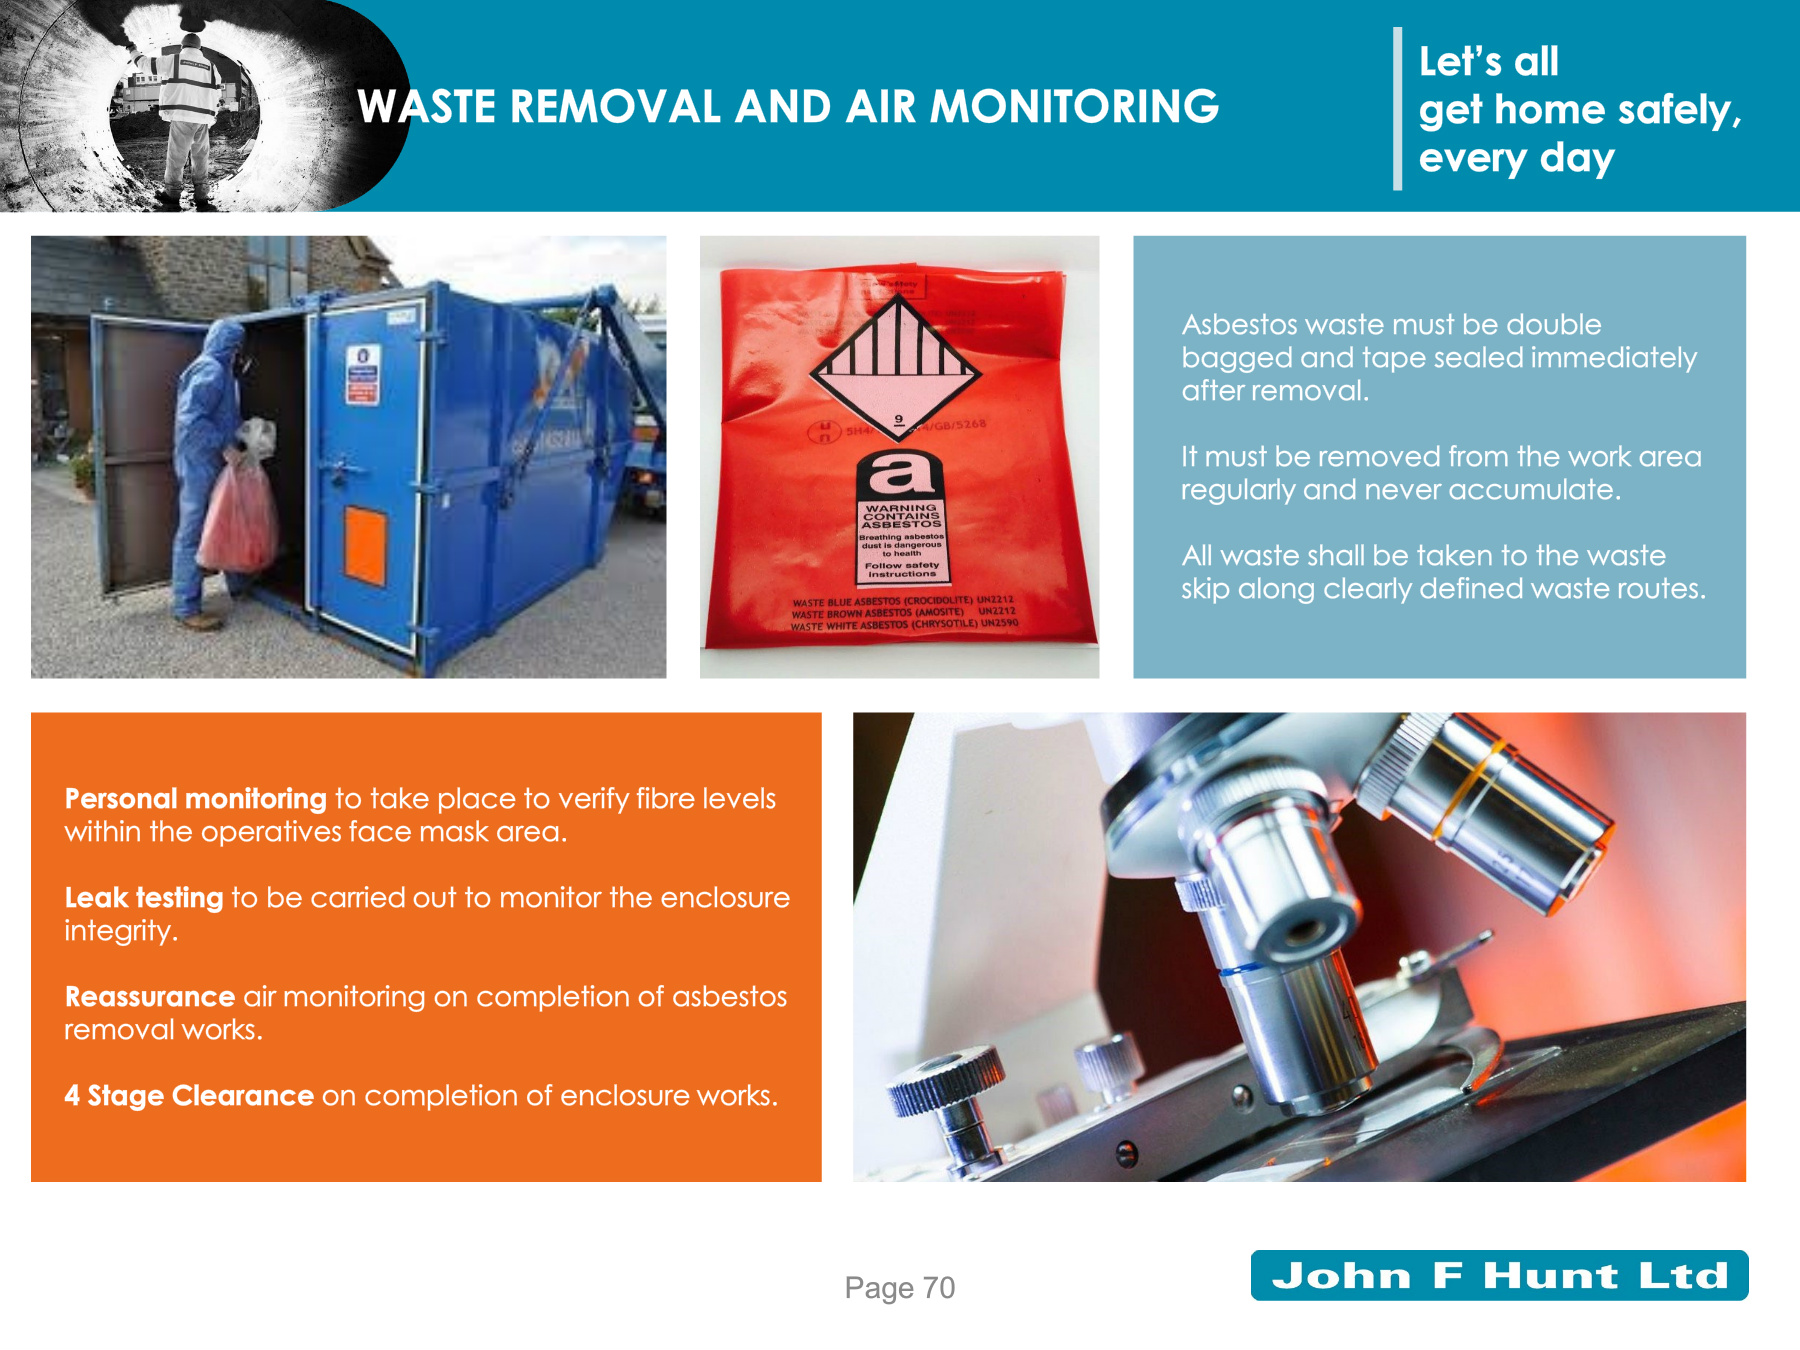 WASTE REMOVAL AND AIR MONITORING
Let's all
get home safely,
every day
9
un
/GB/5268
a
WARNING
CONTAINS
ASBESTOS
Breathing asbestos
dust is dangerous
to health
Follow safety
instructions
WASTE BLUE ASBESTOS (CROCIDOLITE) UN2212
WASTE BROWN ASBESTOS (AMOSITE) UN2212
WASTE WHITE ASBESTOS (CHRYSOTILE) UN2590
Asbestos waste must be double
bagged and tape sealed immediately
after removal.
It must be removed from the work area
regularly and never accumulate.
All waste shall be taken to the waste
skip along clearly defined waste routes.
Personal monitoring to take place to verify fibre levels
within the operatives face mask area.
Leak testing to be carried out to monitor the enclosure
integrity.
Reassurance air monitoring on completion of asbestos
removal works.
4 Stage Clearance on completion of enclosure works.
Page 70
John F Hunt Ltd